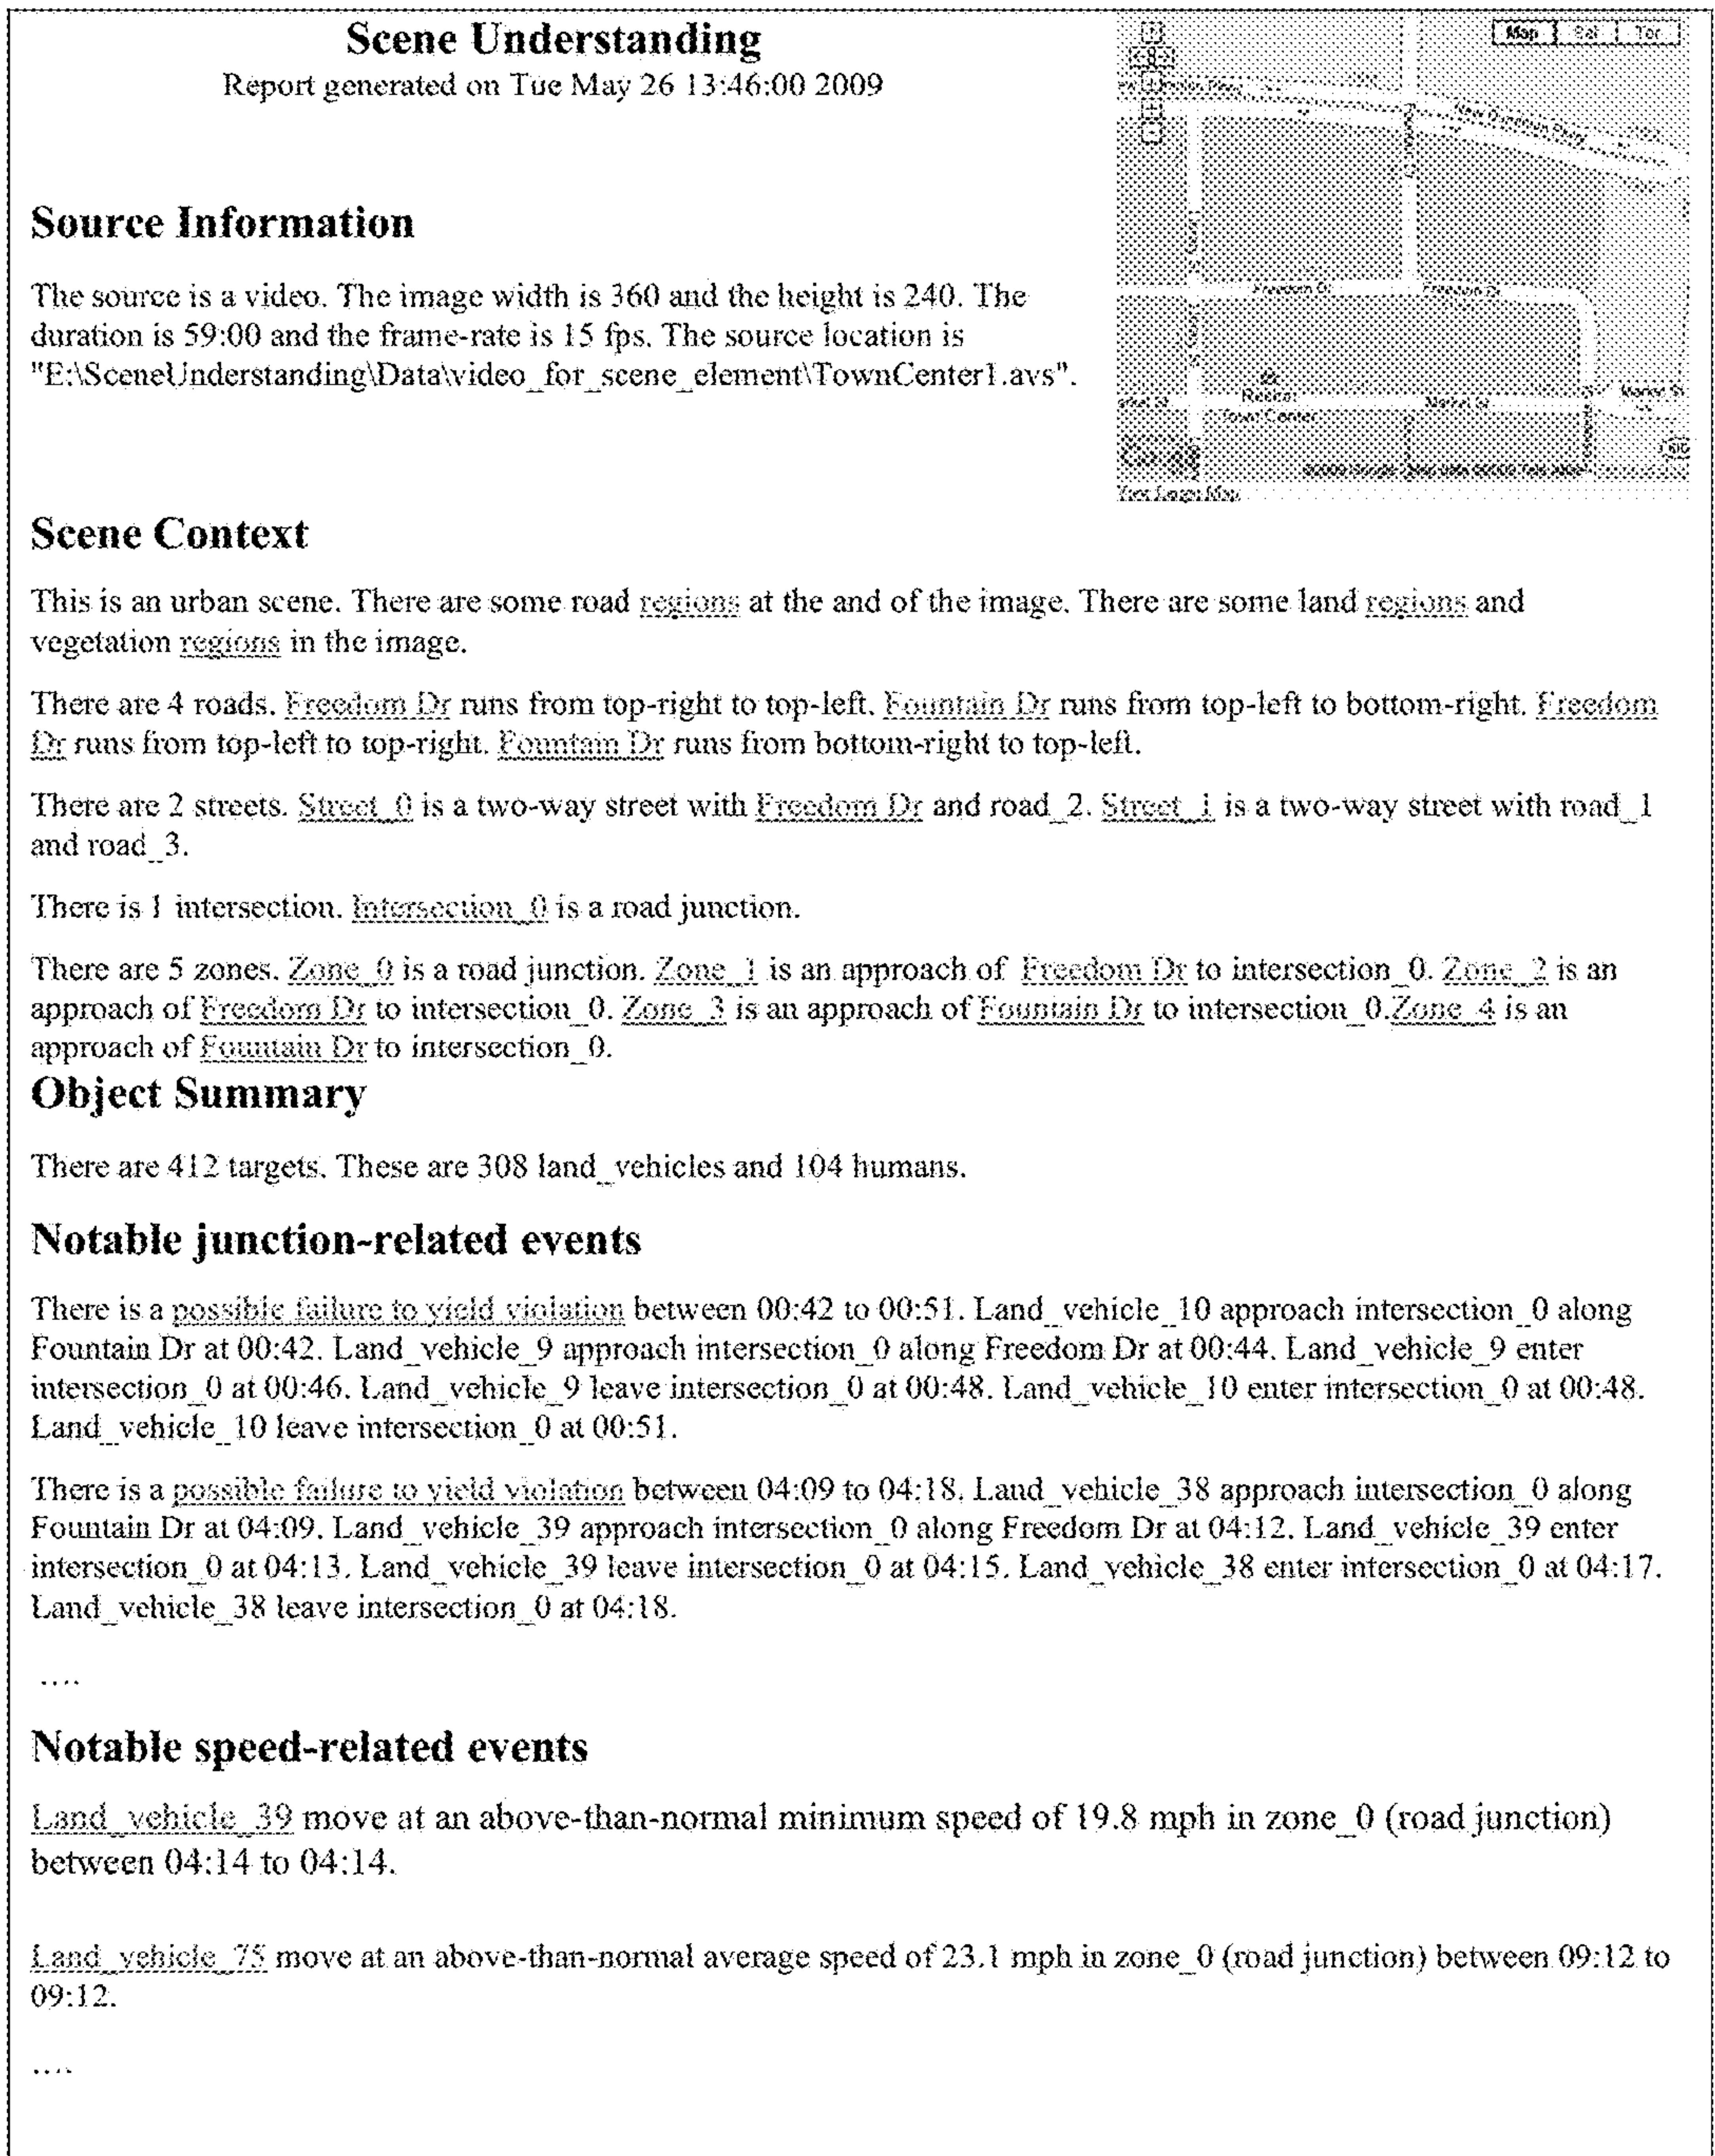 Scene Understanding
Report generated on Tue May 26 13:46:00 2009
Map
Source Information
The source is a video. The image width is 360 and the height is 240. The
duration is 59:00 and the frame-rate is 15 fps. The source location is
"E:\SceneUnderstanding\Data\video_for_scene_element\TownCenter1.avs".
New Dominion Pkwy
Freedom Dr
Freedom Dr
Market St
Market St
Town Center
View Larger Map
Scene Context
This is an urban scene. There are some road regions at the and of the image. There are some land regions and
vegetation regions in the image.
There are 4 roads. Freedom Dr runs from top-right to top-left. Fountain Dr runs from top-left to bottom-right. Freedom
Dr runs from top-left to top-right. Fountain Dr runs from bottom-right to top-left.
There are 2 streets. Street_0 is a two-way street with Freedom Dr and road_2. Street_1 is a two-way street with road_1
and road_3.
There is 1 intersection. Intersection_0 is a road junction.
There are 5 zones. Zone_0 is a road junction. Zone_1 is an approach of Freedom Dr to intersection_0. Zone_2 is an
approach of Freedom Dr to intersection_0. Zone_3 is an approach of Fountain Dr to intersection_0.Zone_4 is an
approach of Fountain Dr to intersection_0.
Object Summary
There are 412 targets. These are 308 land_vehicles and 104 humans.
Notable junction-related events
There is a possible failure to yield violation between 00:42 to 00:51. Land_vehicle_10 approach intersection_0 along
Fountain Dr at 00:42. Land_vehicle_9 approach intersection_0 along Freedom Dr at 00:44. Land_vehicle_9 enter
intersection_0 at 00:46. Land_vehicle_9 leave intersection_0 at 00:48. Land_vehicle_10 enter intersection_0 at 00:48.
Land_vehicle_10 leave intersection_0 at 00:51.
There is a possible failure to yield violation between 04:09 to 04:18. Land_vehicle_38 approach intersection_0 along
Fountain Dr at 04:09. Land_vehicle_39 approach intersection_0 along Freedom Dr at 04:12. Land_vehicle_39 enter
intersection_0 at 04:13. Land_vehicle_39 leave intersection_0 at 04:15. Land_vehicle_38 enter intersection_0 at 04:17.
Land_vehicle_38 leave intersection_0 at 04:18.
....
Notable speed-related events
Land_vehicle_39 move at an above-than-normal minimum speed of 19.8 mph in zone_0 (road junction)
between 04:14 to 04:14.
Land_vehicle_75 move at an above-than-normal average speed of 23.1 mph in zone_0 (road junction) between 09:12 to
09:12.
....